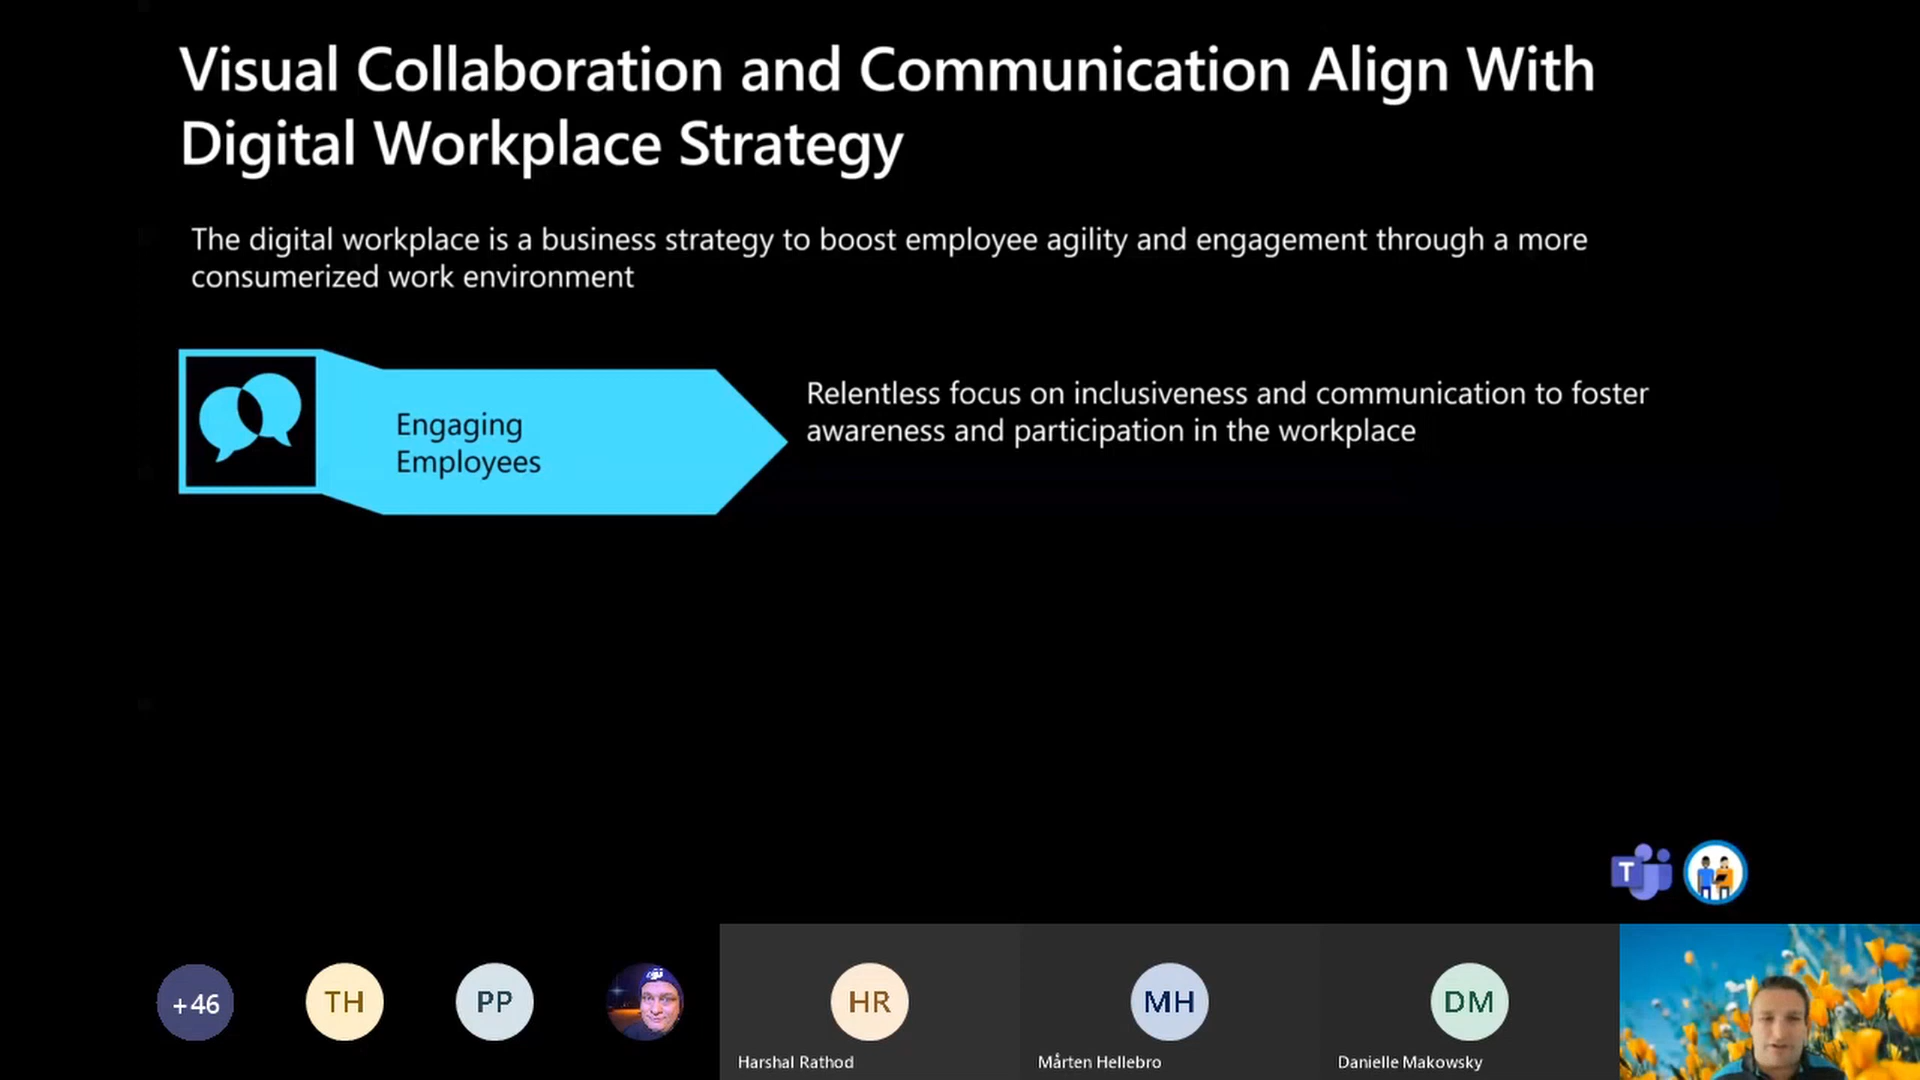 Visual Collaboration and Communication Align With
Digital Workplace Strategy
The digital workplace is a business strategy to boost employee agility and engagement through a more
consumerized work environment
Engaging
Employees
Relentless focus on inclusiveness and communication to foster
awareness and participation in the workplace
T
+46
TH
PP
HR
MH
DM
Harshal Rathod
Mårten Hellebro
Danielle Makowsky